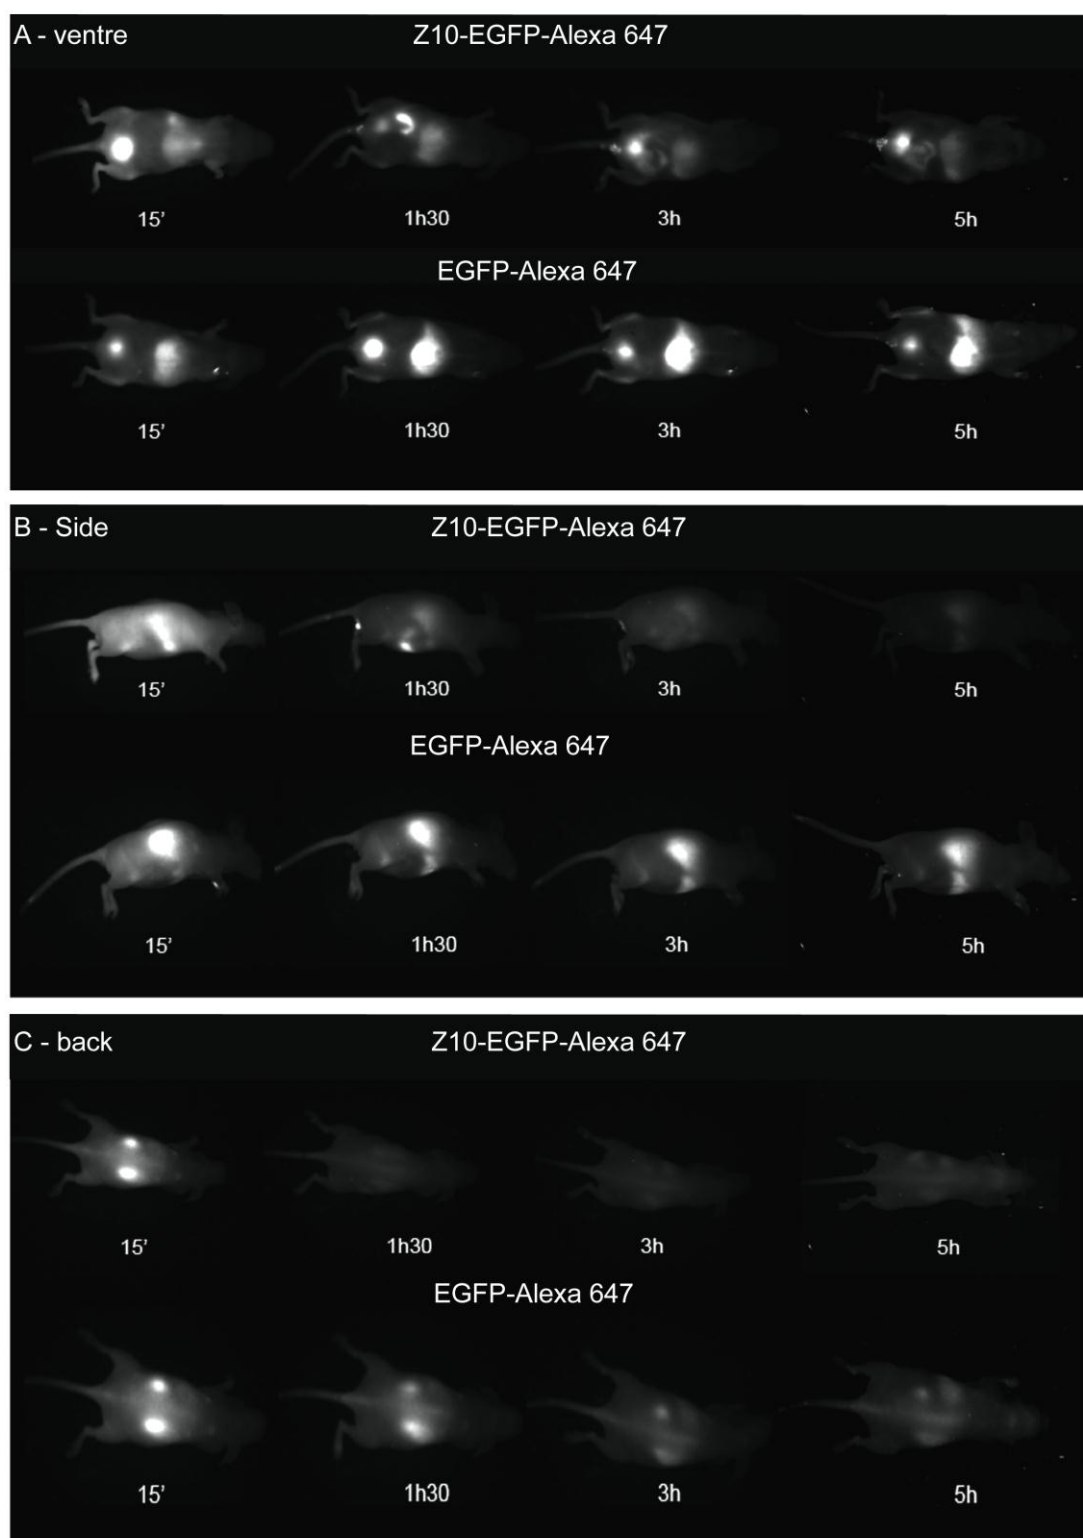 A - ventre Z10-EGFP-Alexa 647
15’ 1h30 3h 5h
EGFP-Alexa 647
15’ 1h30 3h 5h
B - Side Z10-EGFP-Alexa 647
15’ 1h30 3h 5h
EGFP-Alexa 647
15’ 1h30 3h 5h
C - back Z10-EGFP-Alexa 647
15’ 1h30 3h 5h
EGFP-Alexa 647
15’ 1h30 3h 5h